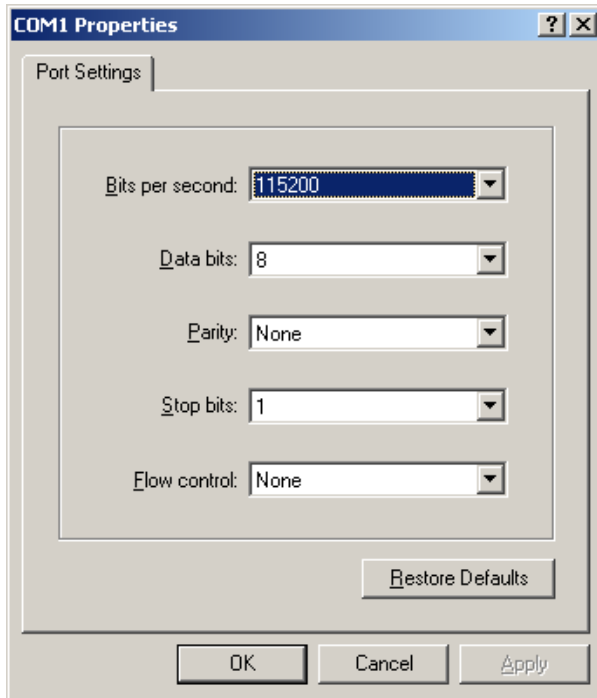 COM1 Properties
Port Settings
Bits per second: 115200
Data bits: 8
Parity: None
Stop bits: 1
Flow control: None
Restore Defaults
OK Cancel Apply